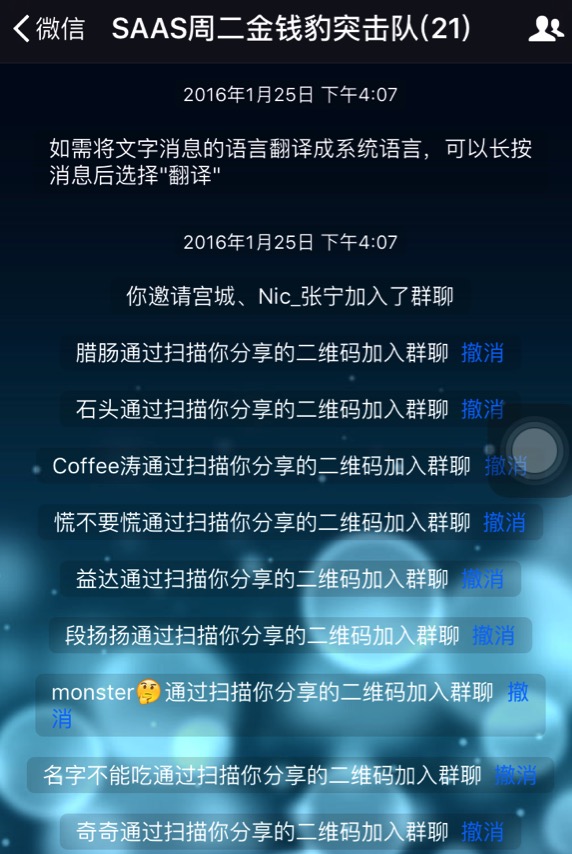 微信 SAAS周二金钱豹突击队(21)
2016年1月25日 下午4:07
如需将文字消息的语言翻译成系统语言，可以长按
消息后选择"翻译"
2016年1月25日 下午4:07
你邀请宫城、Nic_张宁加入了群聊
腊肠通过扫描你分享的二维码加入群聊 撤消
石头通过扫描你分享的二维码加入群聊 撤消
Coffee涛通过扫描你分享的二维码加入群聊 撤消
慌不要慌通过扫描你分享的二维码加入群聊 撤消
益达通过扫描你分享的二维码加入群聊 撤消
段扬扬通过扫描你分享的二维码加入群聊 撤消
monster🤔通过扫描你分享的二维码加入群聊 撤
消
名字不能吃通过扫描你分享的二维码加入群聊 撤消
奇奇通过扫描你分享的二维码加入群聊 撤消